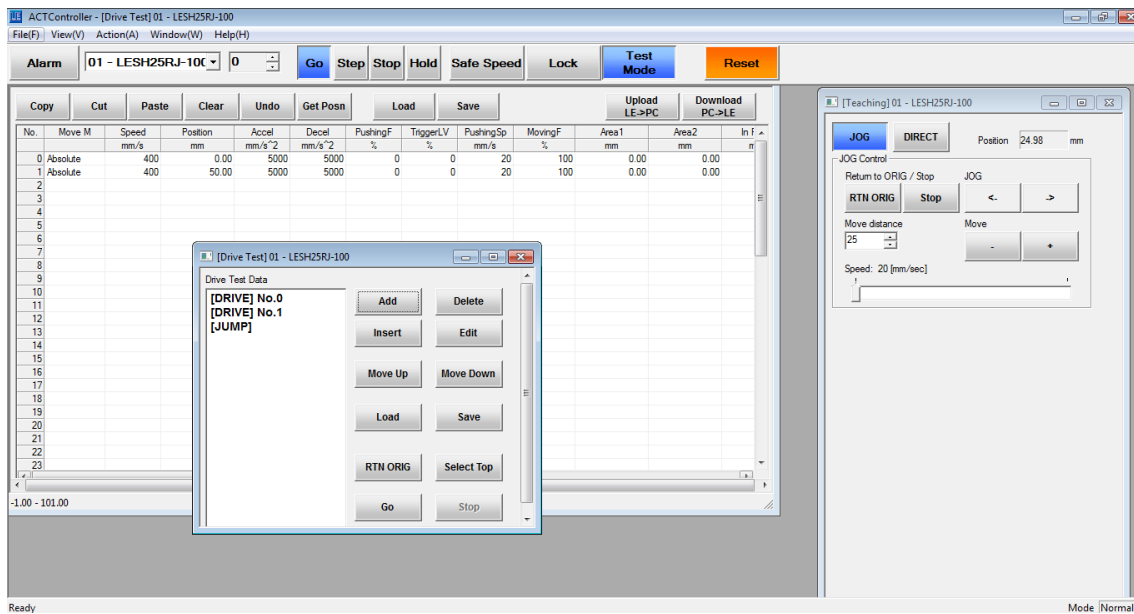 ACTController - [Drive Test] 01 - LESH25RJ-100
File(F) View(V) Action(A) Window(W) Help(H)
Alarm 01 - LESH25RJ-10( 0 Go Step Stop Hold Safe Speed Lock Test Mode Reset
Copy Cut Paste Clear Undo Get Posn Load Save Upload LE->PC Download PC->LE
No. Move M Speed Position Accel Decel PushingF TriggerLV PushingSp MovingF Area1 Area2 In F
mm/s mm mm/s^2 mm/s^2 % % mm/s % mm mm m
0 Absolute 400 0.00 5000 5000 0 0 20 100 0.00 0.00
1 Absolute 400 50.00 5000 5000 0 0 20 100 0.00 0.00
2
3
4
5
6
7
8
9
10
11
12
13
14
15
16
17
18
19
20
21
22
23
-1.00 - 101.00
[Drive Test] 01 - LESH25RJ-100
Drive Test Data
[DRIVE] No.0
[DRIVE] No.1
[JUMP]
Add Delete
Insert Edit
Move Up Move Down
Load Save
RTN ORIG Select Top
Go Stop
[Teaching] 01 - LESH25RJ-100
JOG DIRECT Position 24.98 mm
JOG Control
Return to ORIG / Stop JOG
RTN ORIG Stop <- ->
Move distance Move
25 - +
Speed: 20 [mm/sec]
Ready Mode Normal